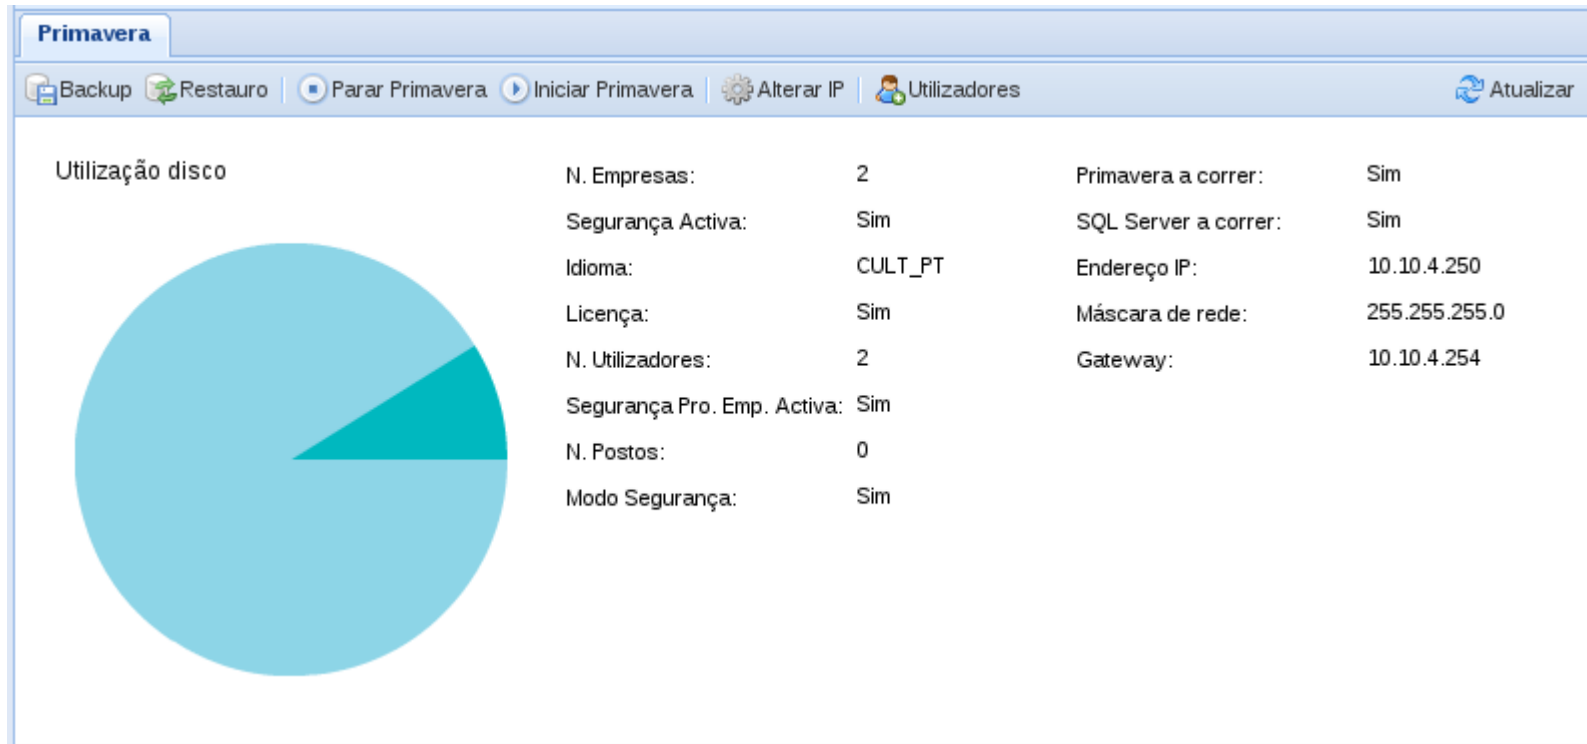 Primavera
Backup Restauro Parar Primavera Iniciar Primavera Alterar IP Utilizadores Atualizar
Utilização disco
N. Empresas: 2
Segurança Activa: Sim
Idioma: CULT_PT
Licença: Sim
N. Utilizadores: 2
Segurança Pro. Emp. Activa: Sim
N. Postos: 0
Modo Segurança: Sim
Primavera a correr: Sim
SQL Server a correr: Sim
Endereço IP: 10.10.4.250
Máscara de rede: 255.255.255.0
Gateway: 10.10.4.254